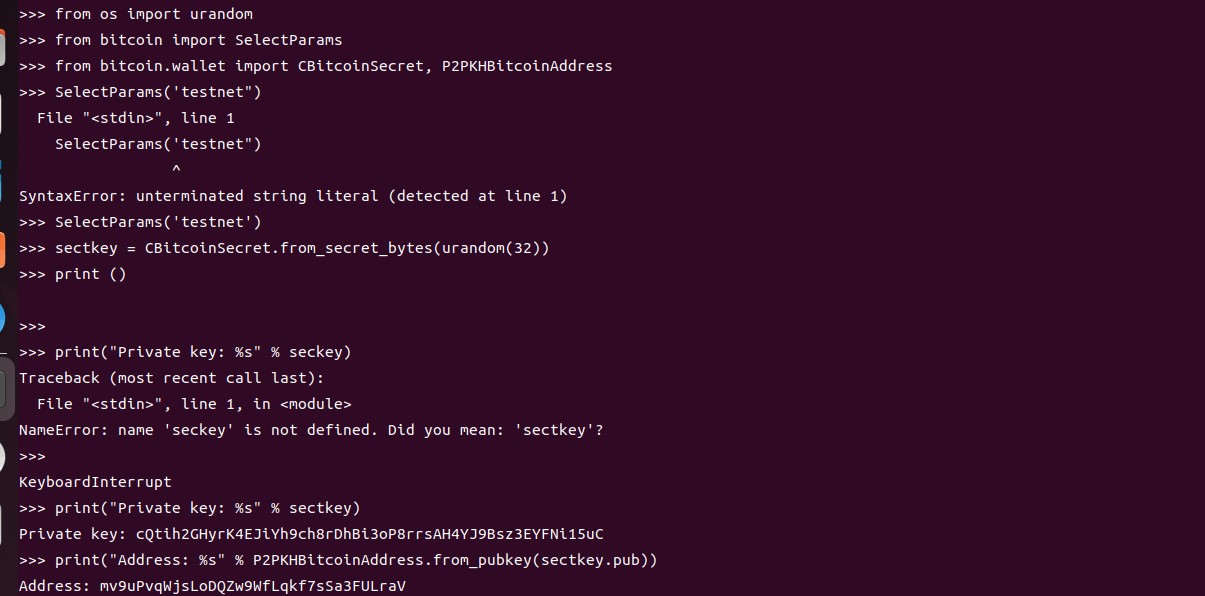 >>> from os import urandom
>>> from bitcoin import SelectParams
>>> from bitcoin.wallet import CBitcoinSecret, P2PKHBitcoinAddress
>>> SelectParams('testnet")
  File "<stdin>", line 1
    SelectParams('testnet")
                 ^
SyntaxError: unterminated string literal (detected at line 1)
>>> SelectParams('testnet')
>>> sectkey = CBitcoinSecret.from_secret_bytes(urandom(32))
>>> print ()

>>>
>>> print("Private key: %s" % seckey)
Traceback (most recent call last):
  File "<stdin>", line 1, in <module>
NameError: name 'seckey' is not defined. Did you mean: 'sectkey'?
>>>
KeyboardInterrupt
>>> print("Private key: %s" % sectkey)
Private key: cQtih2GHyrK4EJiYh9ch8rDhBi3oP8rrsAH4YJ9Bsz3EYFNi15uC
>>> print("Address: %s" % P2PKHBitcoinAddress.from_pubkey(sectkey.pub))
Address: mv9uPvqWjsLoDQZw9WfLqkf7sSa3FULraV